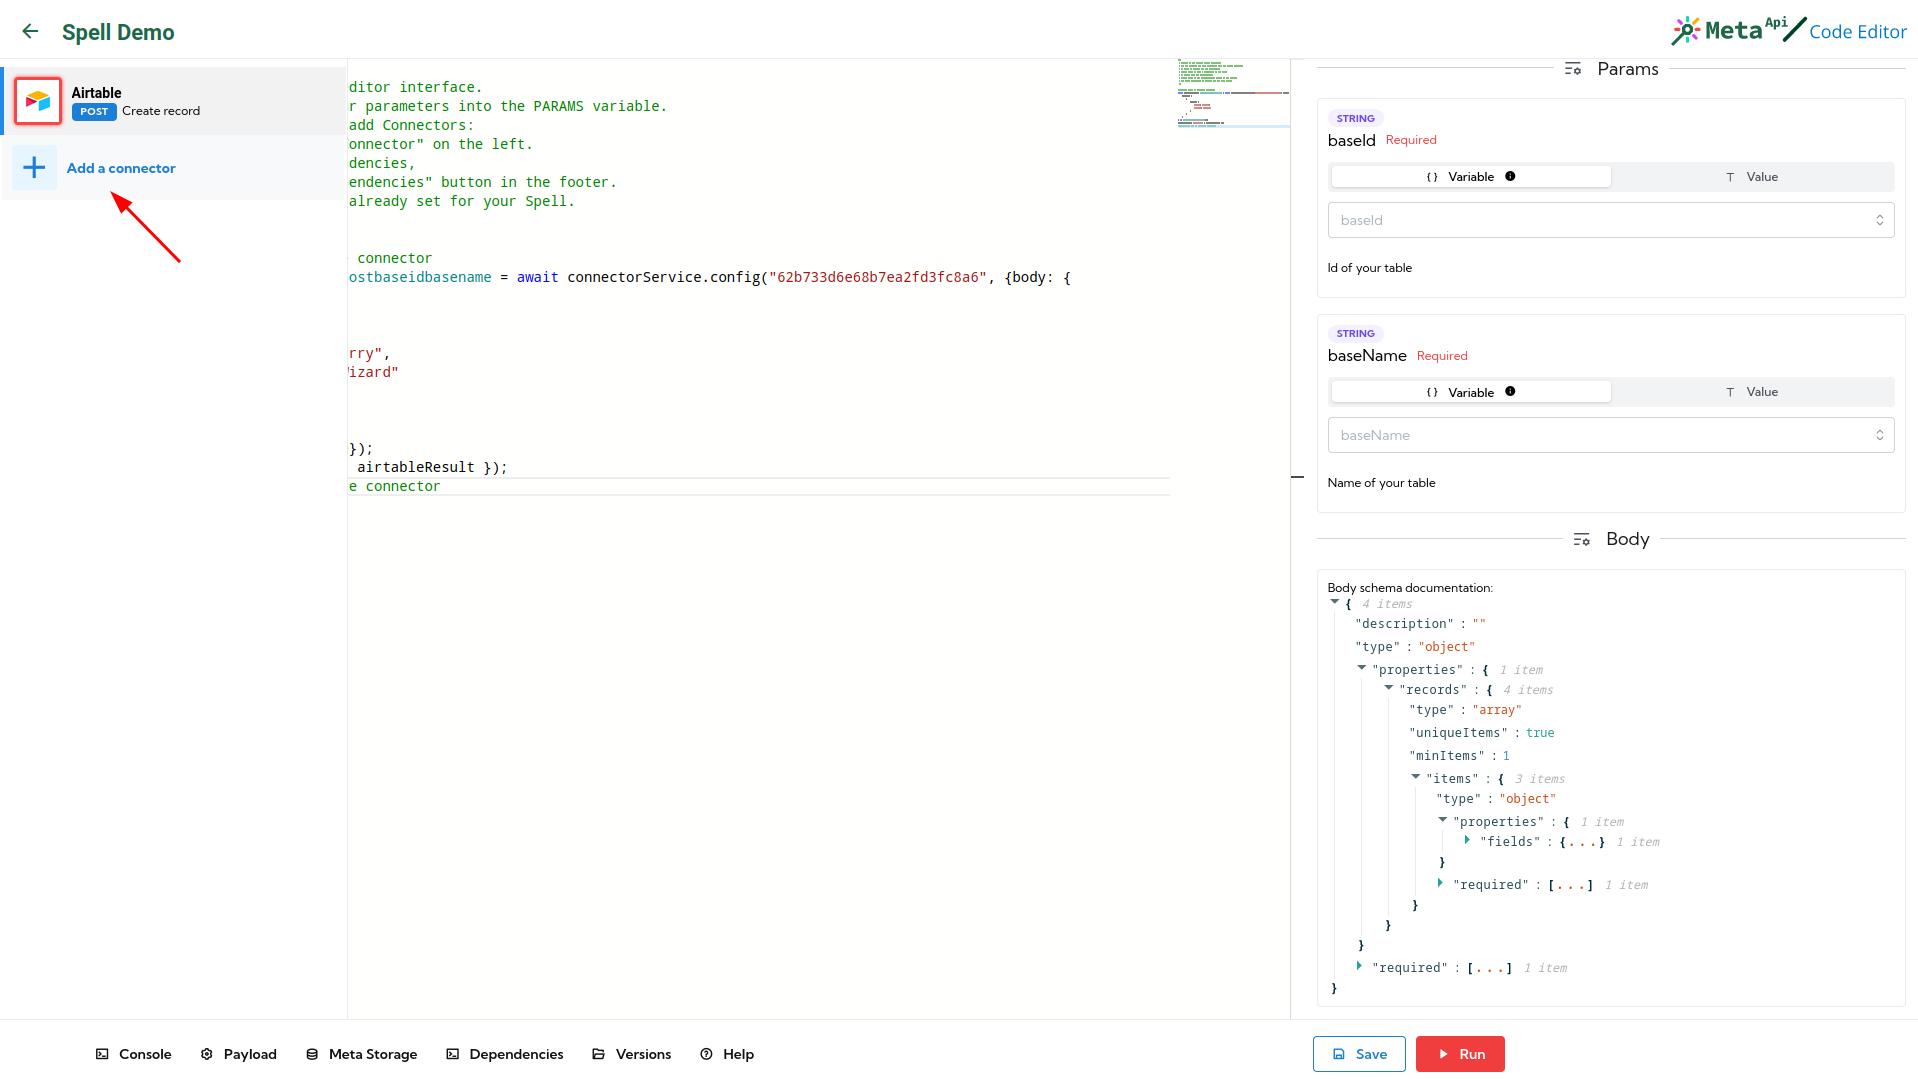 Spell Demo
Meta Api Code Editor
Airtable
POST Create record
Add a connector
ditor interface.
r parameters into the PARAMS variable.
add Connectors:
onnector" on the left.
dencies,
endencies" button in the footer.
already set for your Spell.
connector
ostbaseidbasename = await connectorService.config("62b733d6e68b7ea2fd3fc8a6", {body: {
rry",
izard"
});
airtableResult });
e connector
Params
STRING
baseId Required
{} Variable T Value
baseId
Id of your table
STRING
baseName Required
{} Variable T Value
baseName
Name of your table
Body
Body schema documentation:
{ 4 items
"description" : ""
"type" : "object"
"properties" : { 1 item
"records" : { 4 items
"type" : "array"
"uniqueItems" : true
"minItems" : 1
"items" : { 3 items
"type" : "object"
"properties" : { 1 item
"fields" : {...} 1 item
}
"required" : [...] 1 item
}
}
}
"required" : [...] 1 item
}
Console Payload Meta Storage Dependencies Versions Help Save Run